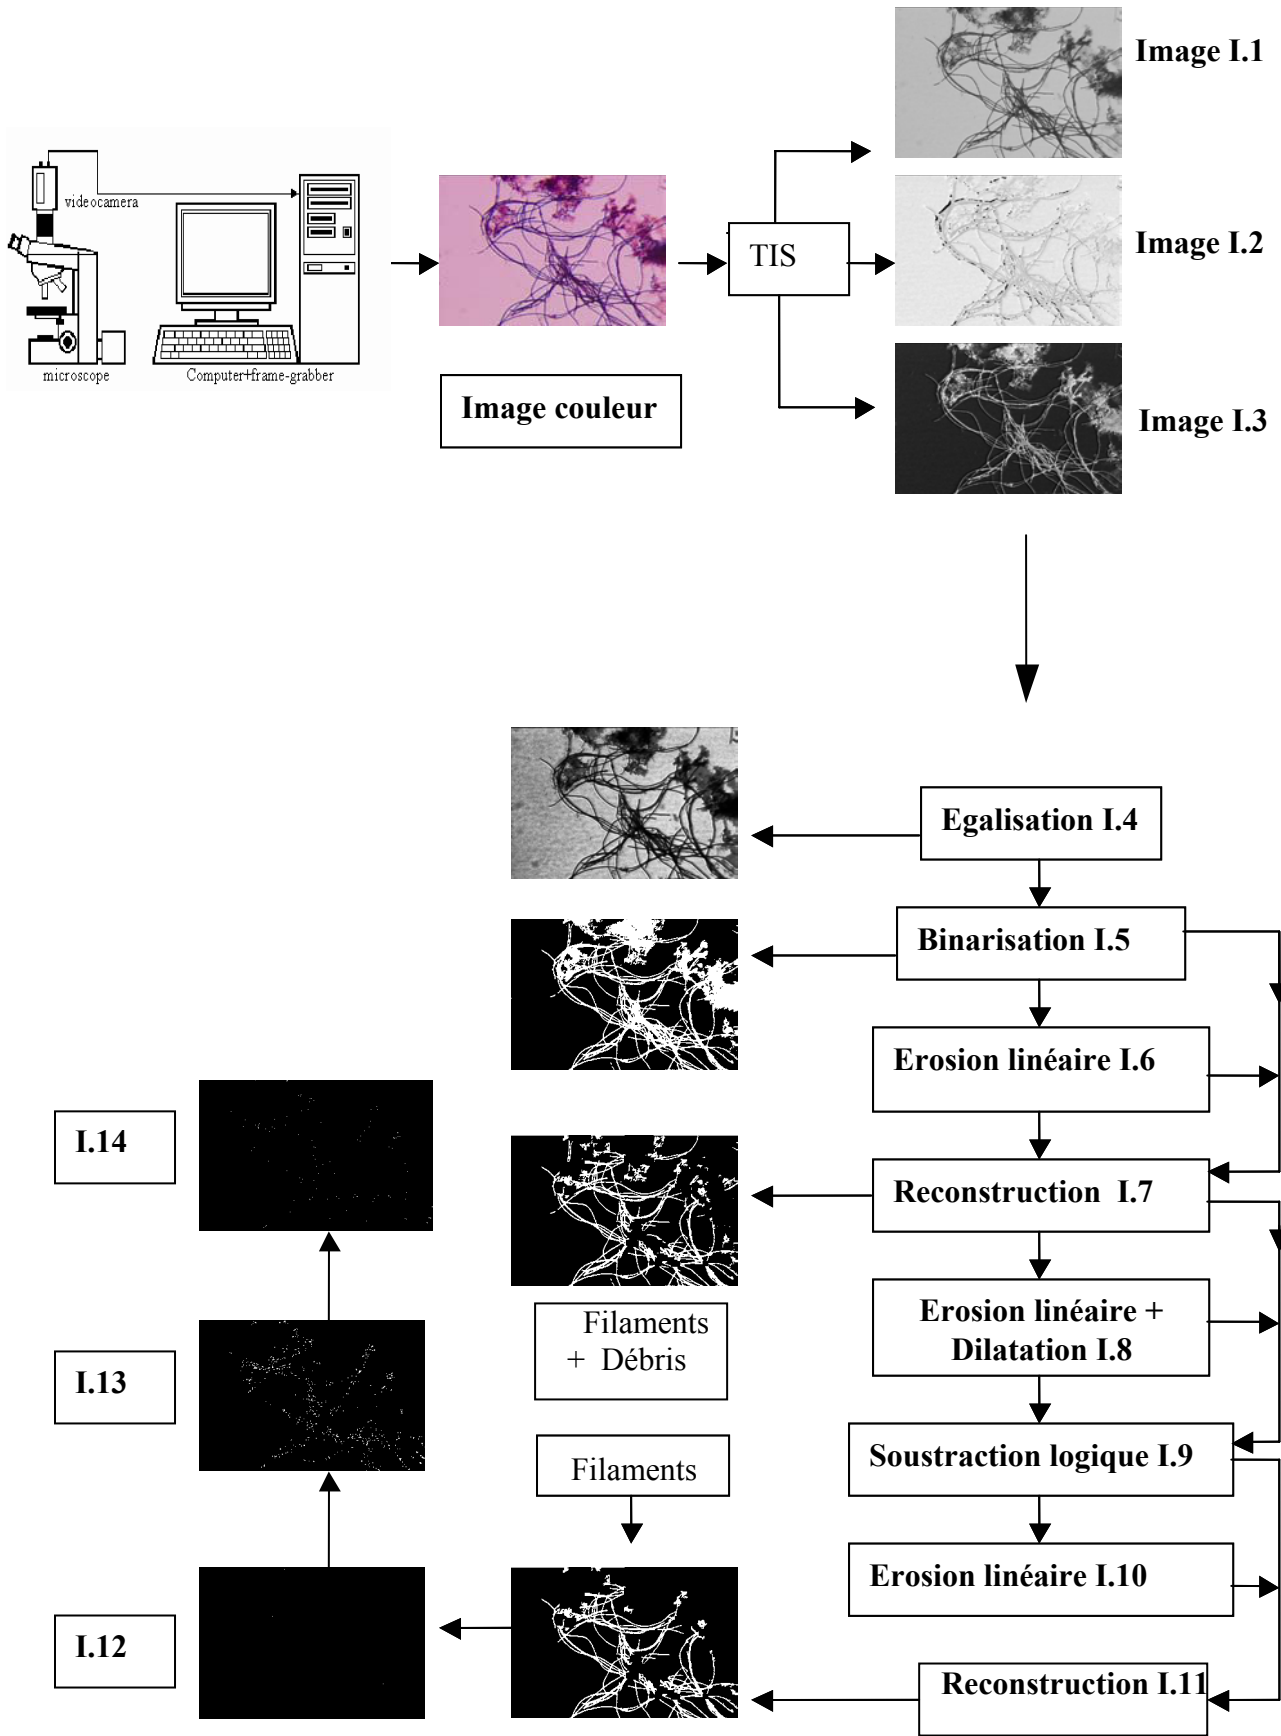 Image I.1
videocamera
TIS
Image I.2
microscope
Computer+frame-grabber
Image couleur
Image I.3
Egalisation I.4
Binarisation I.5
Erosion linéaire I.6
I.14
Reconstruction I.7
Filaments
+ Débris
Erosion linéaire +
Dilatation I.8
I.13
Soustraction logique I.9
Filaments
Erosion linéaire I.10
I.12
Reconstruction I.11